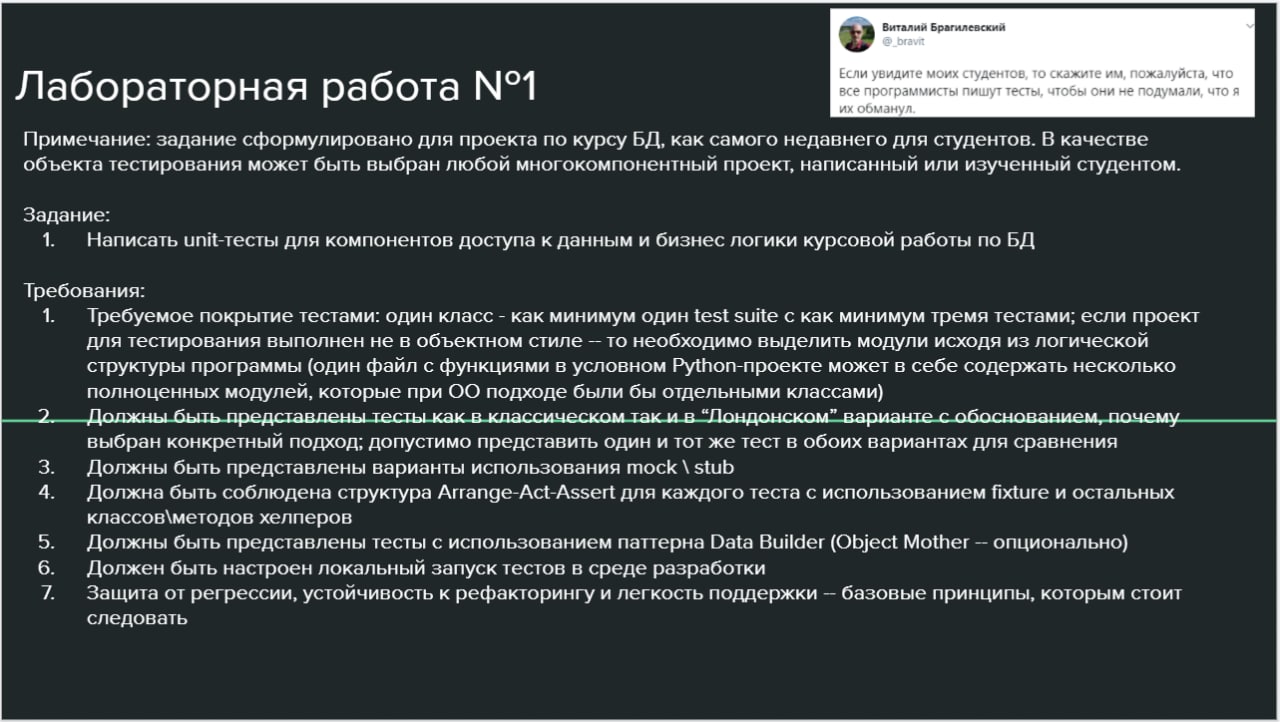 Виталий Брагилевский
@_bravit
Если увидите моих студентов, то скажите им, пожалуйста, что
все программисты пишут тесты, чтобы они не подумали, что я
их обманул.
Лабораторная работа №1
Примечание: задание сформулировано для проекта по курсу БД, как самого недавнего для студентов. В качестве
объекта тестирования может быть выбран любой многокомпонентный проект, написанный или изученный студентом.
Задание:
1. Написать unit-тесты для компонентов доступа к данным и бизнес логики курсовой работы по БД
Требования:
1. Требуемое покрытие тестами: один класс - как минимум один test suite с как минимум тремя тестами; если проект
для тестирования выполнен не в объектном стиле -- то необходимо выделить модули исходя из логической
структуры программы (один файл с функциями в условном Python-проекте может в себе содержать несколько
полноценных модулей, которые при ОО подходе были бы отдельными классами)
2. Должны быть представлены тесты как в классическом так и в “Лондонском” варианте с обоснованием, почему
выбран конкретный подход; допустимо представить один и тот же тест в обоих вариантах для сравнения
3. Должны быть представлены варианты использования mock \ stub
4. Должна быть соблюдена структура Arrange-Act-Assert для каждого теста с использованием fixture и остальных
классов\методов хелперов
5. Должны быть представлены тесты с использованием паттерна Data Builder (Object Mother -- опционально)
6. Должен быть настроен локальный запуск тестов в среде разработки
7. Защита от регрессии, устойчивость к рефакторингу и легкость поддержки -- базовые принципы, которым стоит
следовать